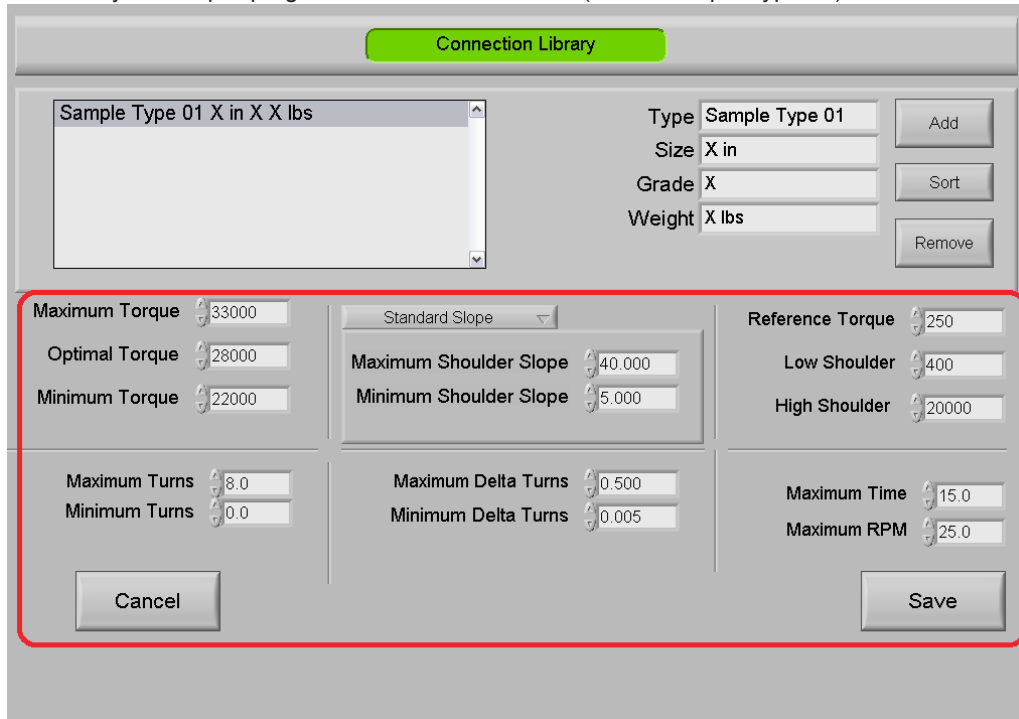 Connection Library
Sample Type 01 X in X X lbs
Type Sample Type 01
Size X in
Grade X
Weight X lbs
Add
Sort
Remove
Maximum Torque 33000
Optimal Torque 28000
Minimum Torque 22000
Standard Slope
Maximum Shoulder Slope 40.000
Minimum Shoulder Slope 5.000
Reference Torque 250
Low Shoulder 400
High Shoulder 20000
Maximum Turns 8.0
Minimum Turns 0.0
Maximum Delta Turns 0.500
Minimum Delta Turns 0.005
Maximum Time 15.0
Maximum RPM 25.0
Cancel
Save